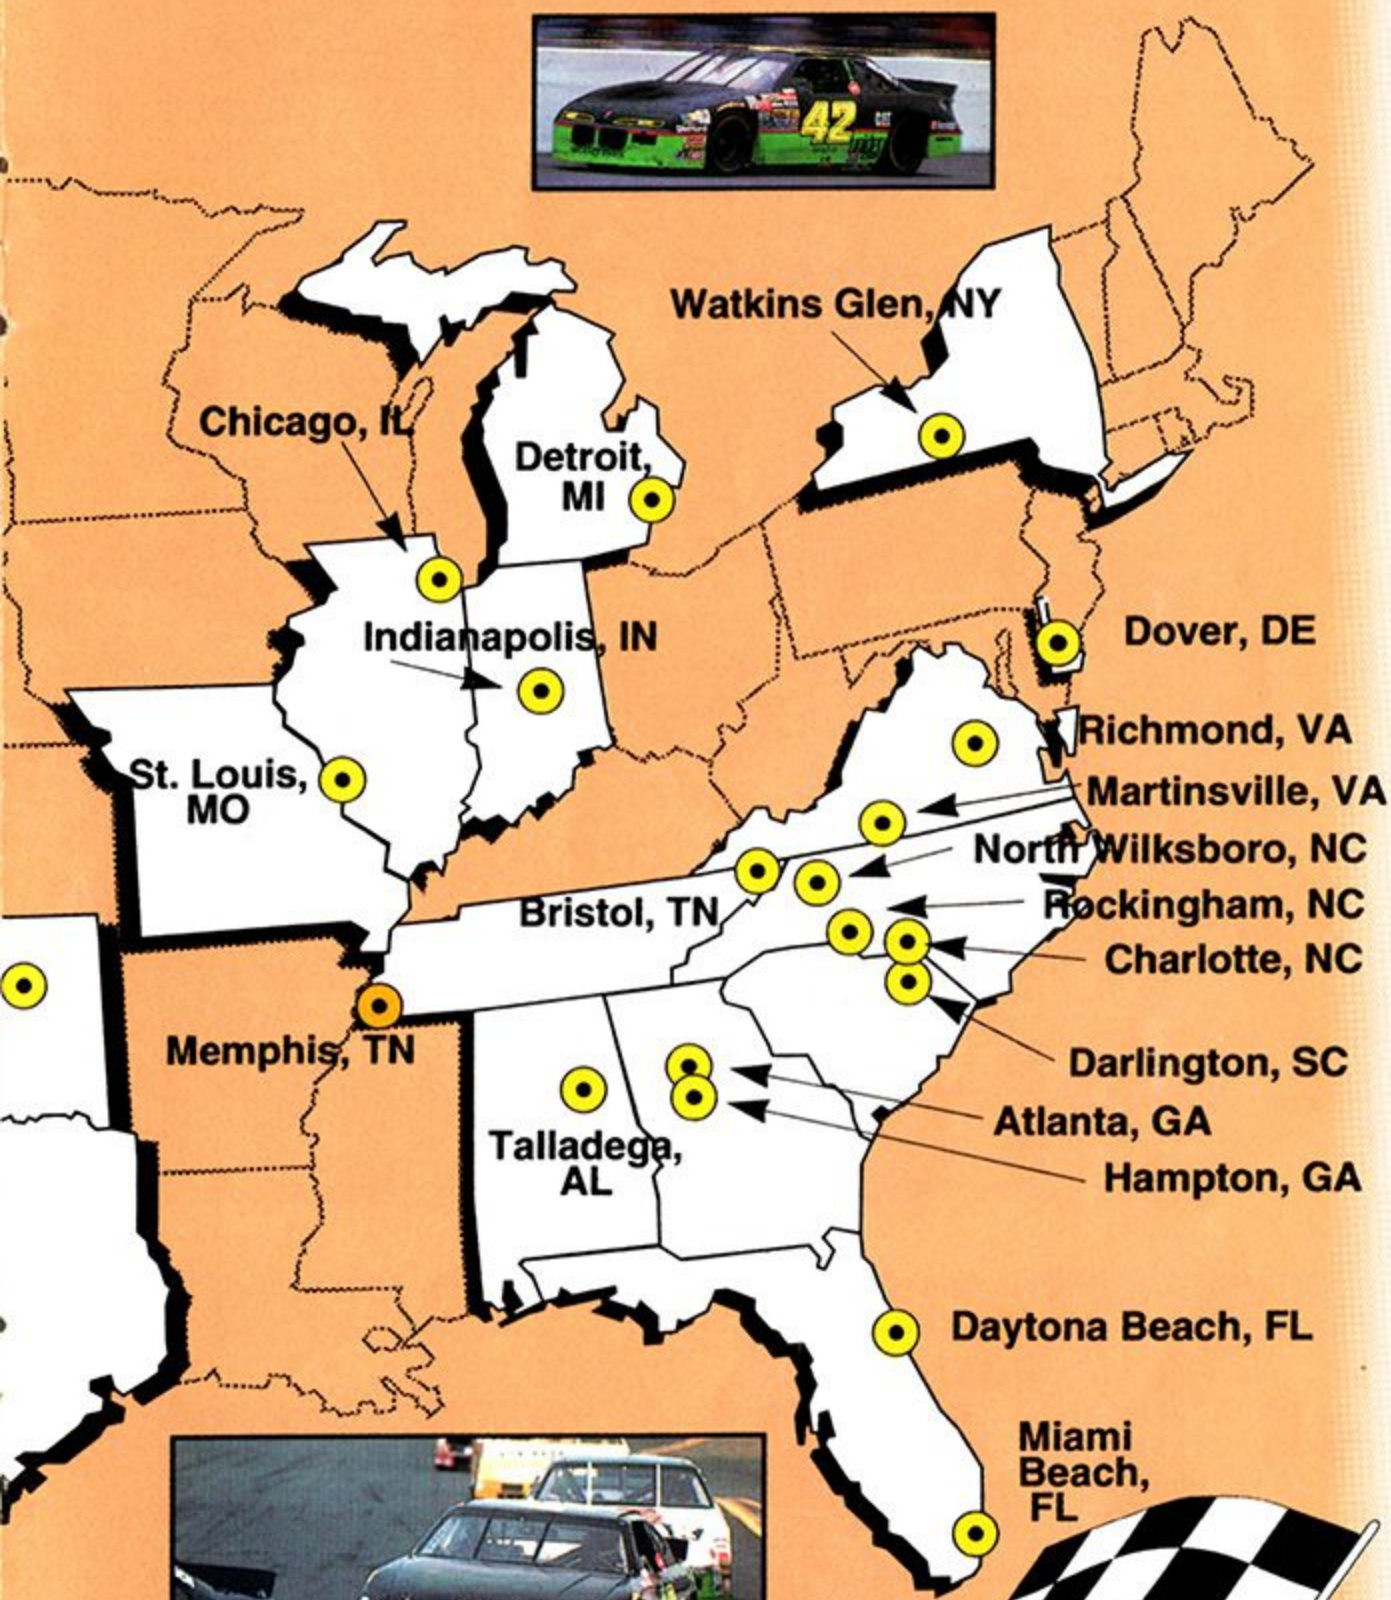 42
Watkins Glen, NY
Chicago, IL
Detroit,
MI
Indianapolis, IN
Dover, DE
Richmond, VA
St. Louis,
MO
Martinsville, VA
North Wilksboro, NC
Bristol, TN
Rockingham, NC
Charlotte, NC
Memphis, TN
Darlington, SC
Atlanta, GA
Talladega,
AL
Hampton, GA
Daytona Beach, FL
Miami
Beach,
FL